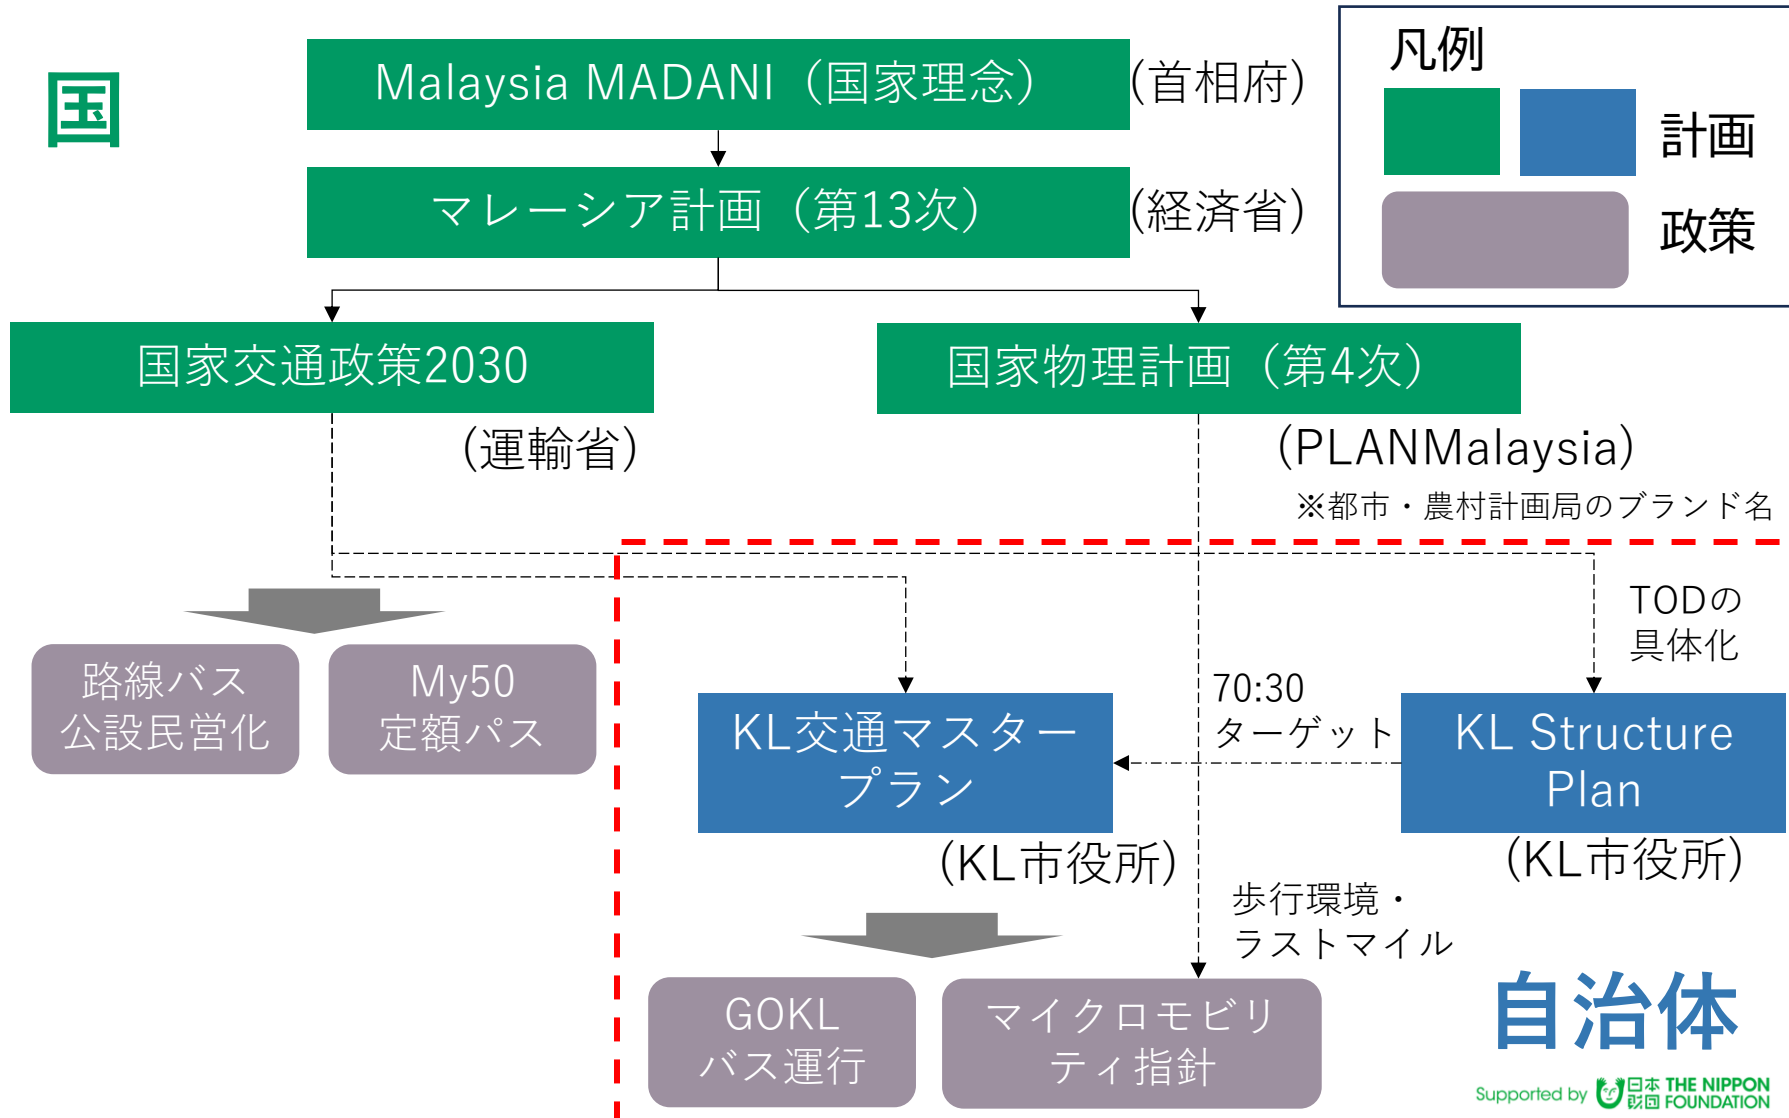 国
Malaysia MADANI（国家理念）
(首相府)
マレーシア計画（第13次）
(経済省)
凡例
計画
政策
国家交通政策2030
(運輸省)
国家物理計画（第4次）
(PLANMalaysia)
※都市・農村計画局のブランド名
路線バス
公設民営化
My50
定額パス
TODの
具体化
70:30
ターゲット
KL交通マスター
プラン
(KL市役所)
KL Structure
Plan
(KL市役所)
歩行環境・
ラストマイル
GOKL
バス運行
マイクロモビリ
ティ指針
自治体
Supported by 日本 THE NIPPON
財団 FOUNDATION